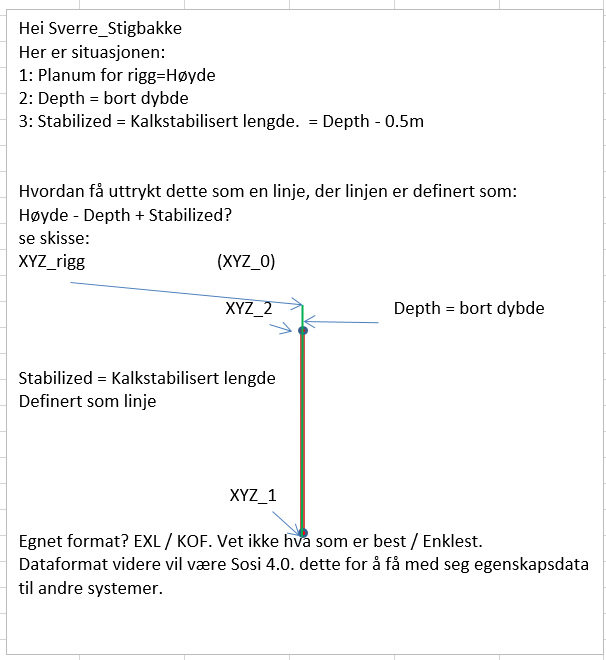 Hei Sverre_Stigbakke
Her er situasjonen:
1: Planum for rigg=Høyde
2: Depth = bort dybde
3: Stabilized = Kalkstabilisert lengde.  = Depth - 0.5m
Hvordan få uttrykt dette som en linje, der linjen er definert som:
Høyde - Depth + Stabilized?
se skisse:
XYZ_rigg (XYZ_0)
XYZ_2 Depth = bort dybde
Stabilized = Kalkstabilisert lengde
Definert som linje
XYZ_1
Egnet format? EXL / KOF. Vet ikke hva som er best / Enklest.
Dataformat videre vil være Sosi 4.0. dette for å få med seg egenskapsdata
til andre systemer.